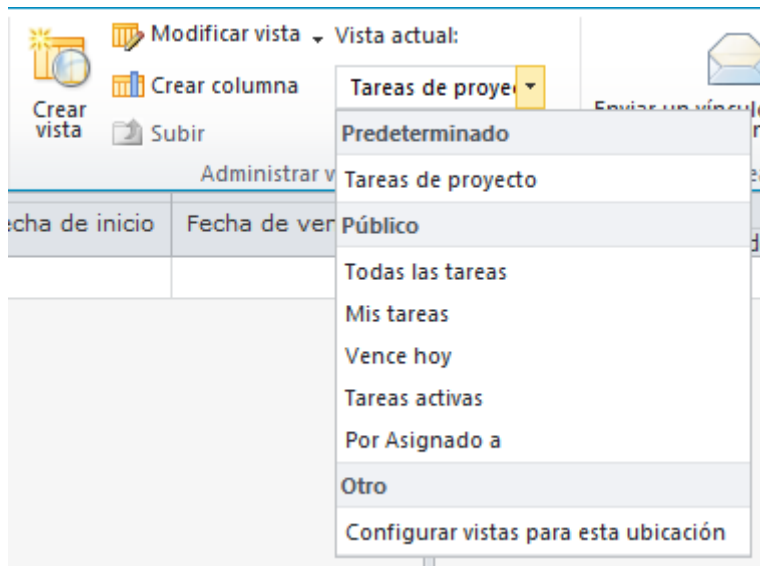 Modificar vista
Vista actual:
Crear columna
Tareas de proye
Crear
vista
Subir
Predeterminado
Administrar
Tareas de proyecto
de inicio
Fecha de
Público
Todas las tareas
Mis tareas
Vence hoy
Tareas activas
Por Asignado a
Otro
Configurar vistas para esta ubicación
Enviar un